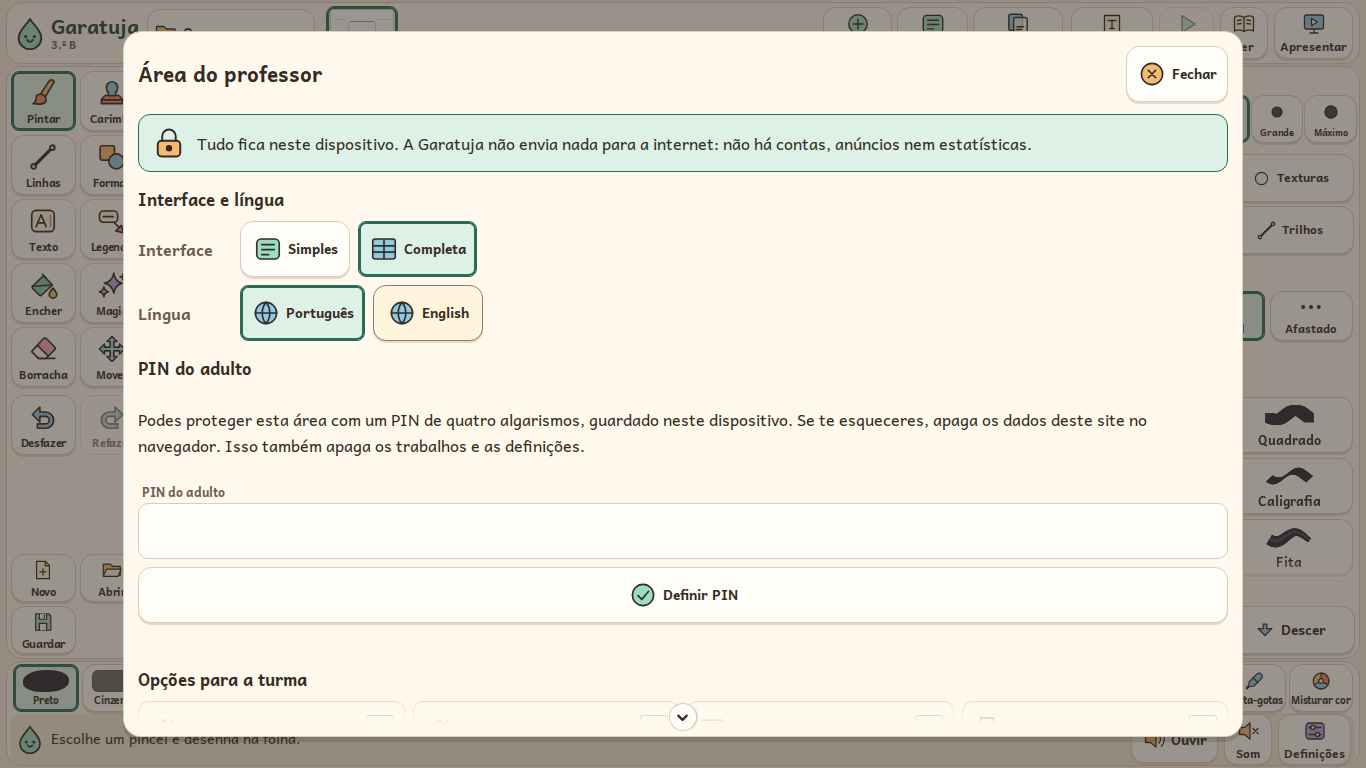 Garatuja
3.º B
Apresentar
Área do professor
Fechar
Tudo fica neste dispositivo. A Garatuja não envia nada para a internet: não há contas, anúncios nem estatísticas.
Interface e língua
Interface
Simples
Completa
Língua
Português
English
PIN do adulto
Podes proteger esta área com um PIN de quatro algarismos, guardado neste dispositivo. Se te esqueceres, apaga os dados deste site no
navegador. Isso também apaga os trabalhos e as definições.
PIN do adulto
Definir PIN
Opções para a turma
Pintar
Linhas
Texto
Encher
Borracha
Desfazer
Novo
Guardar
Preto
Escolhe um pincel e desenha na folha.
Grande
Máximo
Texturas
Trilhos
Afastado
Quadrado
Caligrafia
Fita
Descer
ta-gotas
Misturar cor
Ouvir
Som
Definições